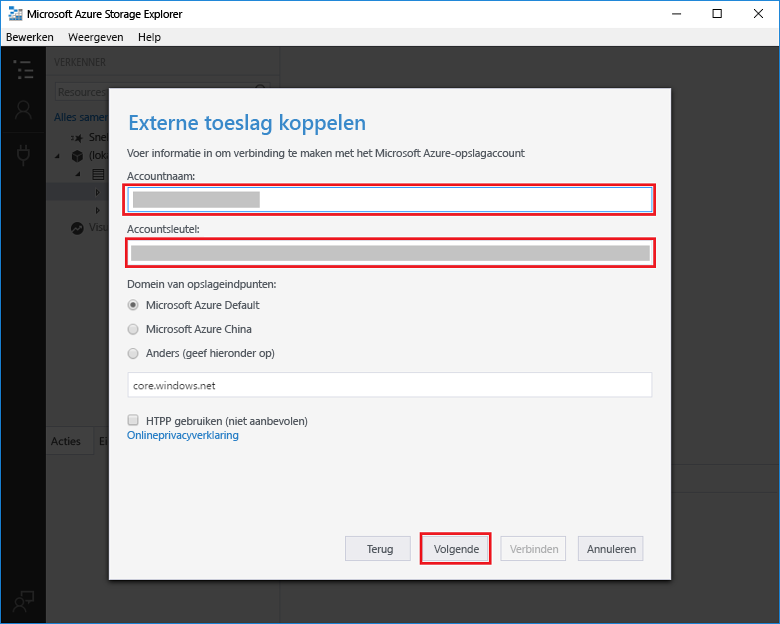 Microsoft Azure Storage Explorer
Bewerken Weergeven Help
VERKENNER
Resources
Alles samen
Snel
(loka
Visu
Acties
Ei
Externe toeslag koppelen
Voer informatie in om verbinding te maken met het Microsoft Azure-opslagaccount
Accountnaam:
Accountsleutel:
Domein van opslageindpunten:
Microsoft Azure Default
Microsoft Azure China
Anders (geef hieronder op)
core.windows.net
HTPP gebruiken (niet aanbevolen)
Onlineprivacyverklaring
Terug Volgende Verbinden Annuleren